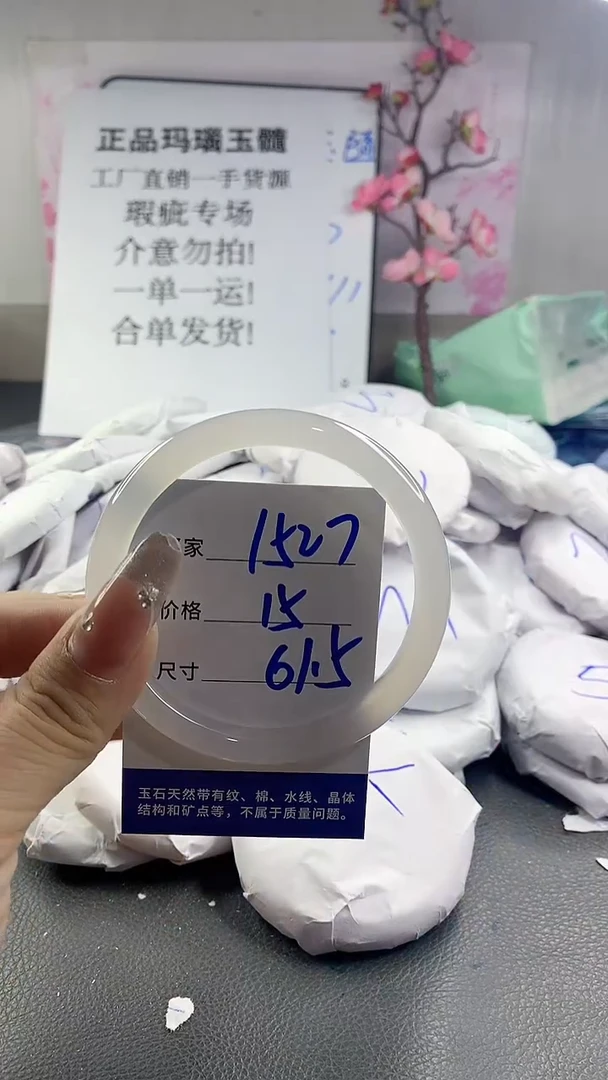 正品玛瑙玉髓
工厂直销一手货源
瑕疵专场
介意勿拍!
一单一运!
合单发货!
家 1527
价格 15
尺寸 61.5
玉石天然带有纹、棉、水线、晶体
结构和矿点等，不属于质量问题。